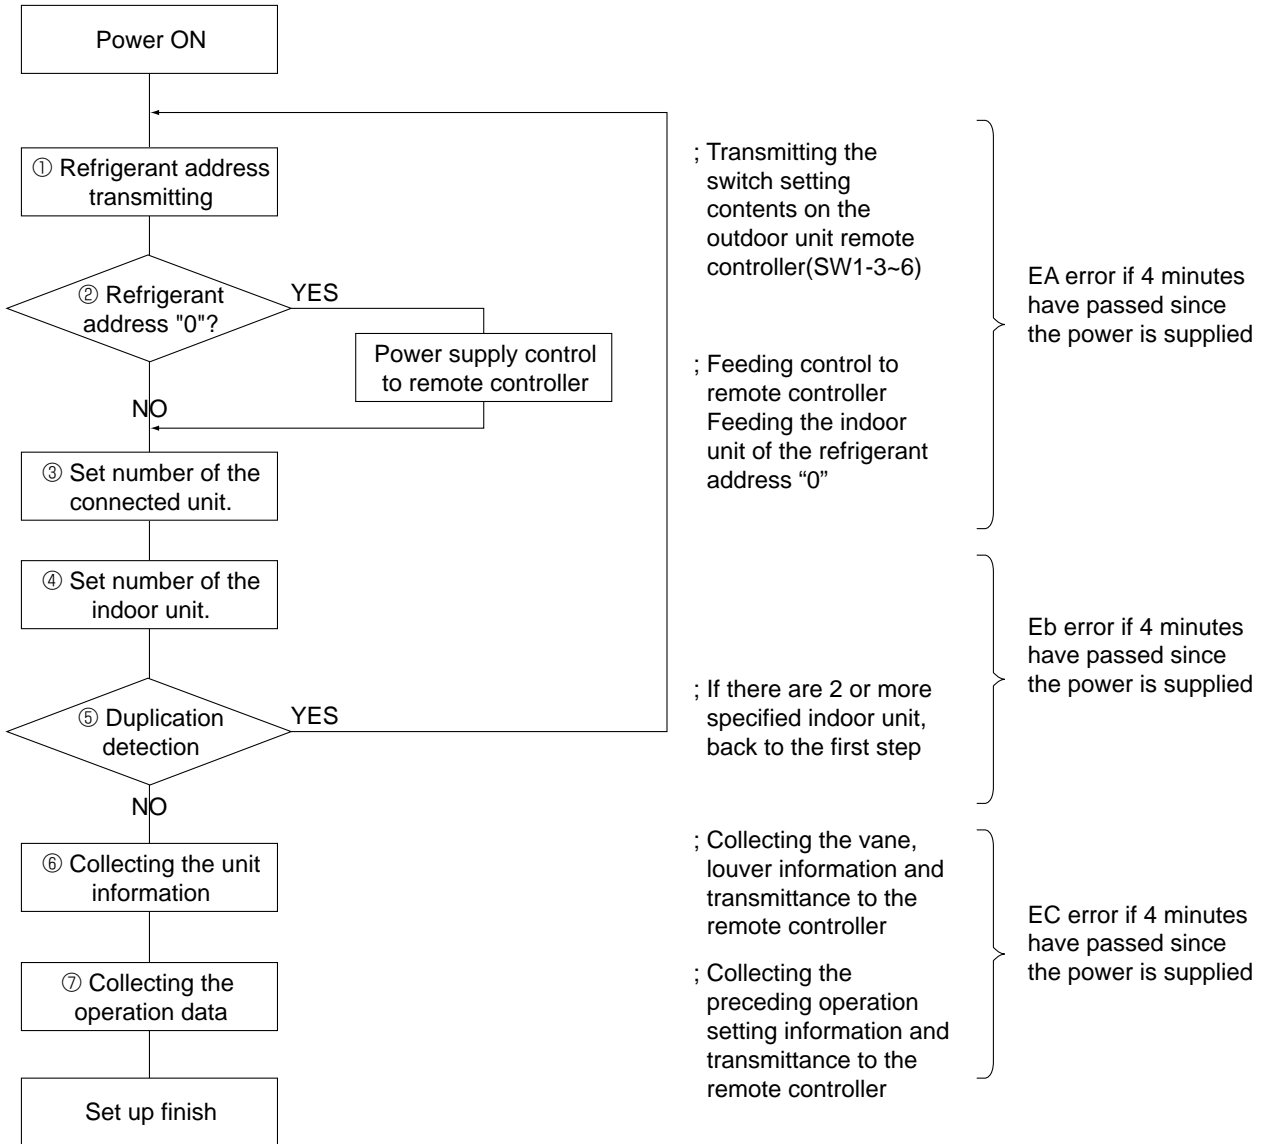 Power ON
① Refrigerant address
transmitting
② Refrigerant
address "0"?
YES
Power supply control
to remote controller
NO
③ Set number of the
connected unit.
④ Set number of the
indoor unit.
⑤ Duplication
detection
YES
NO
⑥ Collecting the unit
information
⑦ Collecting the
operation data
Set up finish
; Transmitting the
switch setting
contents on the
outdoor unit remote
controller(SW1-3~6)
; Feeding control to
remote controller
Feeding the indoor
unit of the refrigerant
address “0”
; If there are 2 or more
specified indoor unit,
back to the first step
; Collecting the vane,
louver information and
transmittance to the
remote controller
; Collecting the
preceding operation
setting information and
transmittance to the
remote controller
EA error if 4 minutes
have passed since
the power is supplied
Eb error if 4 minutes
have passed since
the power is supplied
EC error if 4 minutes
have passed since
the power is supplied